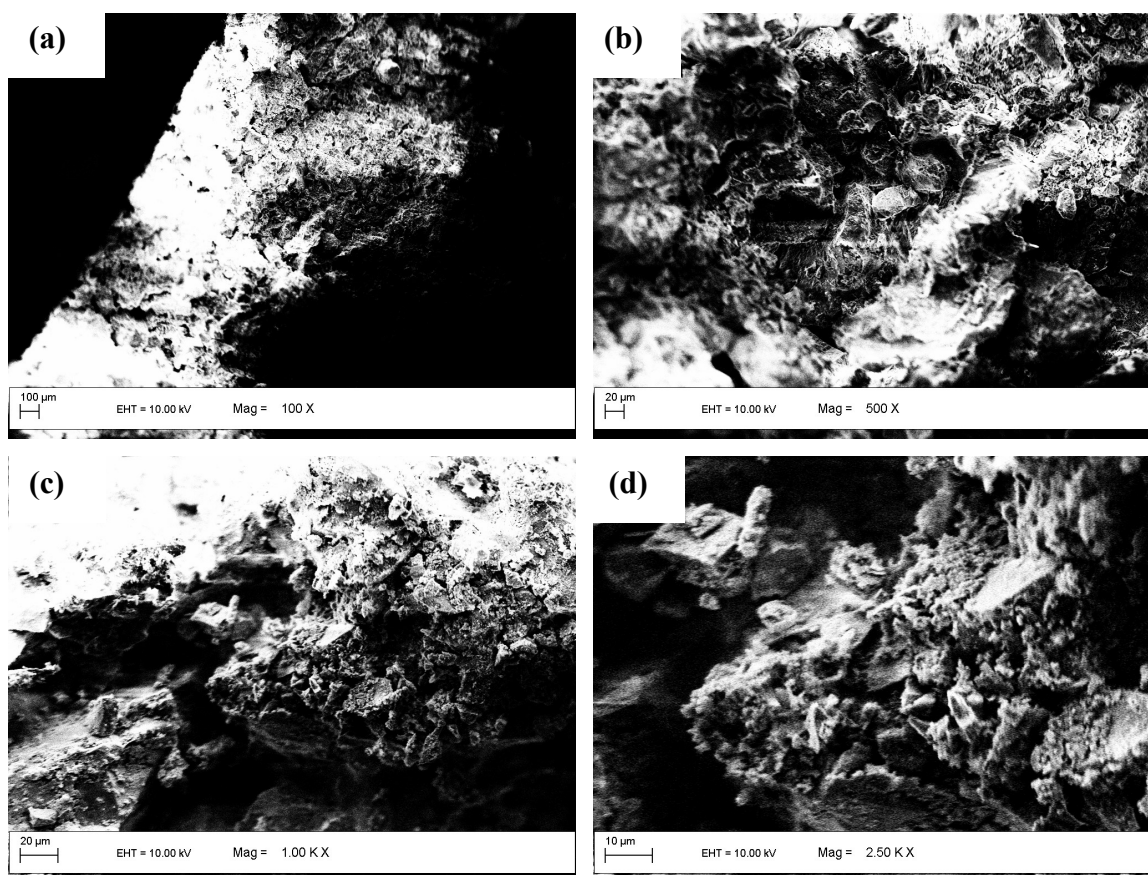 (a)
100 µm EHT = 10.00 kV Mag = 100 X
(b)
20 µm EHT = 10.00 kV Mag = 500 X
(c)
20 µm EHT = 10.00 kV Mag = 1.00 K X
(d)
10 µm EHT = 10.00 kV Mag = 2.50 K X